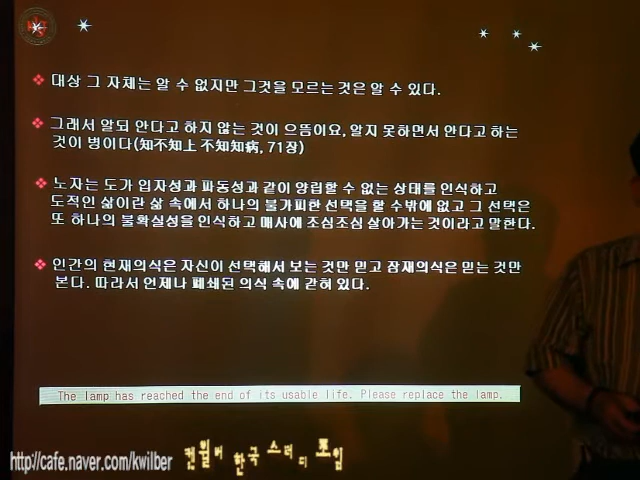 대상 그 자체는 알 수 없지만 그것을 모르는 것은 알 수 있다.
그래서 알되 안다고 하지 않는 것이 으뜸이요, 알지 못하면서 안다고 하는
것이 병이다(知不知上 不知知病, 71장)
노자는 도가 입자성과 파동성과 같이 양립할 수 없는 상태를 인식하고
도적인 삶이란 삶 속에서 하나의 불가피한 선택을 할 수밖에 없고 그 선택은
또 하나의 불확실성을 인식하고 매사에 조심조심 살아가는 것이라고 말한다.
인간의 현재의식은 자신이 선택해서 보는 것만 믿고 잠재의식은 믿는 것만
본다. 따라서 언제나 폐쇄된 의식 속에 갇혀 있다.
The lamp has reached the end of its usable life. Please replace the lamp.
http://cafe.naver.com/kwilber
켄 윌버 한국 스터디 모임